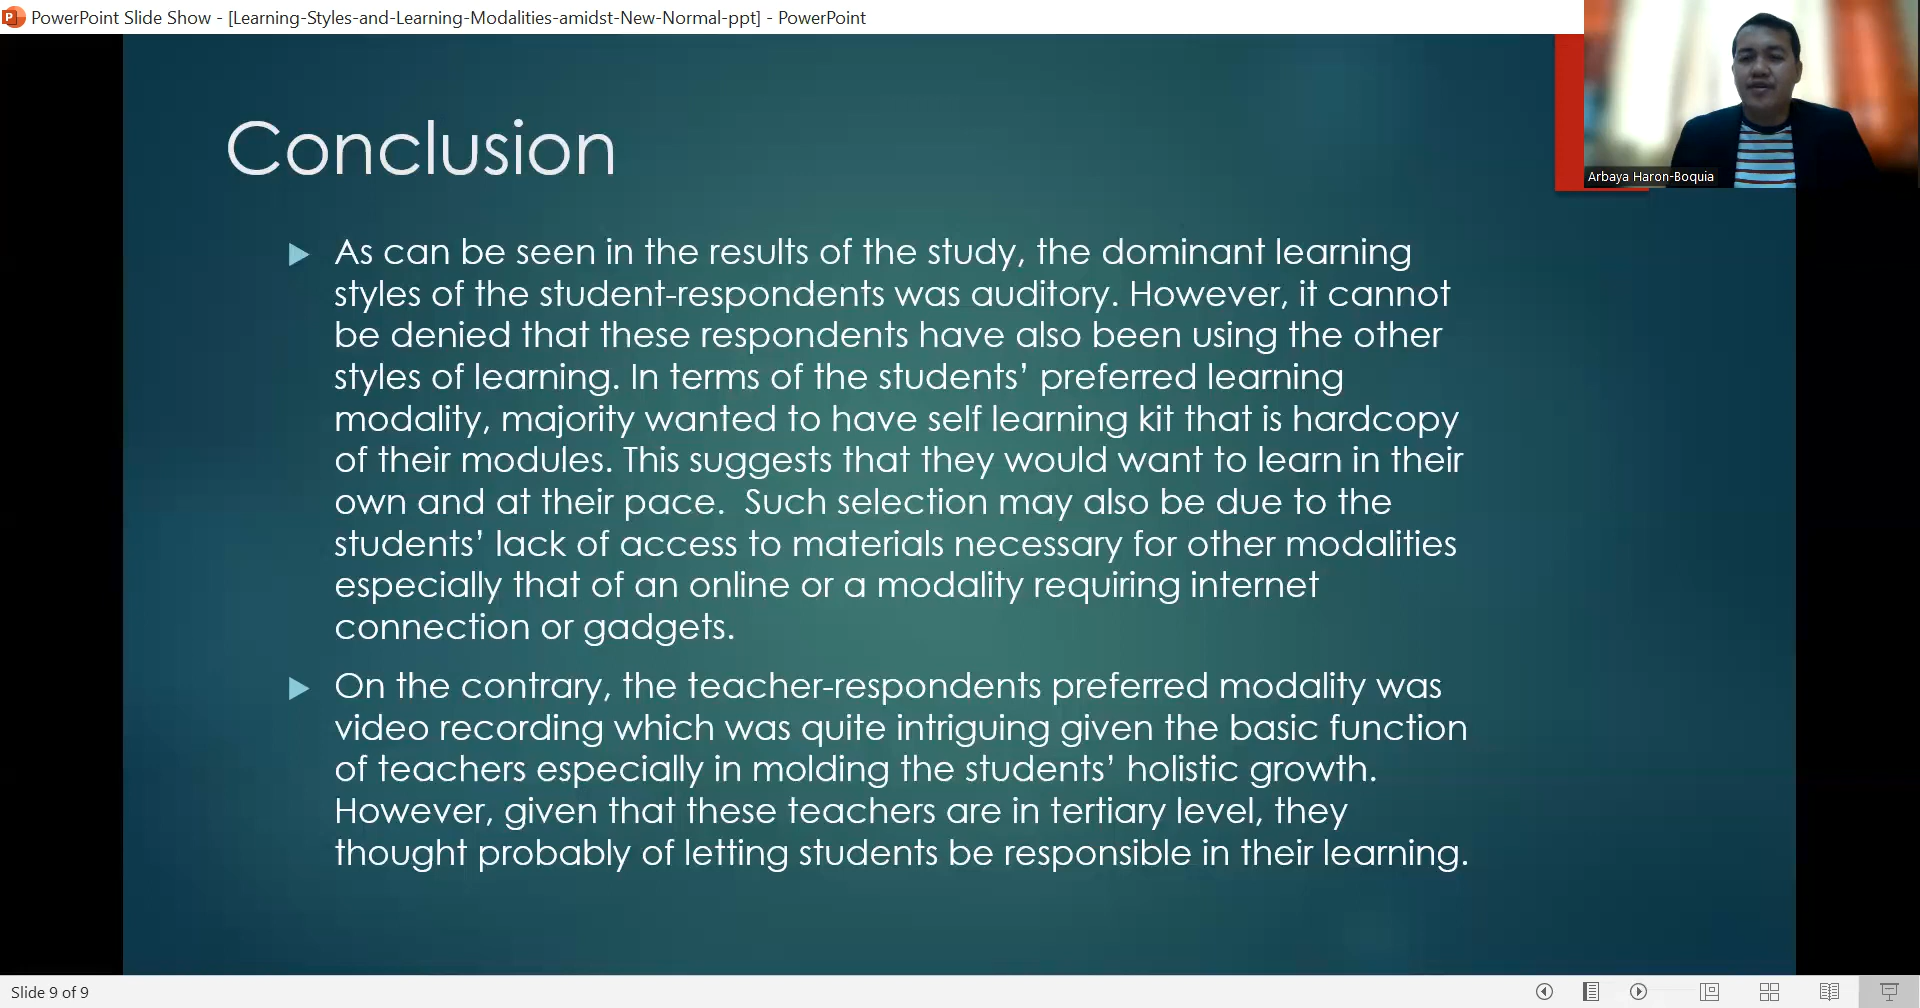 PowerPoint Slide Show - [Learning-Styles-and-Learning-Modalities-amidst-New-Normal-ppt] - PowerPoint
Arbaya Haron-Boquia
Conclusion
As can be seen in the results of the study, the dominant learning
styles of the student-respondents was auditory. However, it cannot
be denied that these respondents have also been using the other
styles of learning. In terms of the students’ preferred learning
modality, majority wanted to have self learning kit that is hardcopy
of their modules. This suggests that they would want to learn in their
own and at their pace.  Such selection may also be due to the
students’ lack of access to materials necessary for other modalities
especially that of an online or a modality requiring internet
connection or gadgets.
On the contrary, the teacher-respondents preferred modality was
video recording which was quite intriguing given the basic function
of teachers especially in molding the students’ holistic growth.
However, given that these teachers are in tertiary level, they
thought probably of letting students be responsible in their learning.
Slide 9 of 9